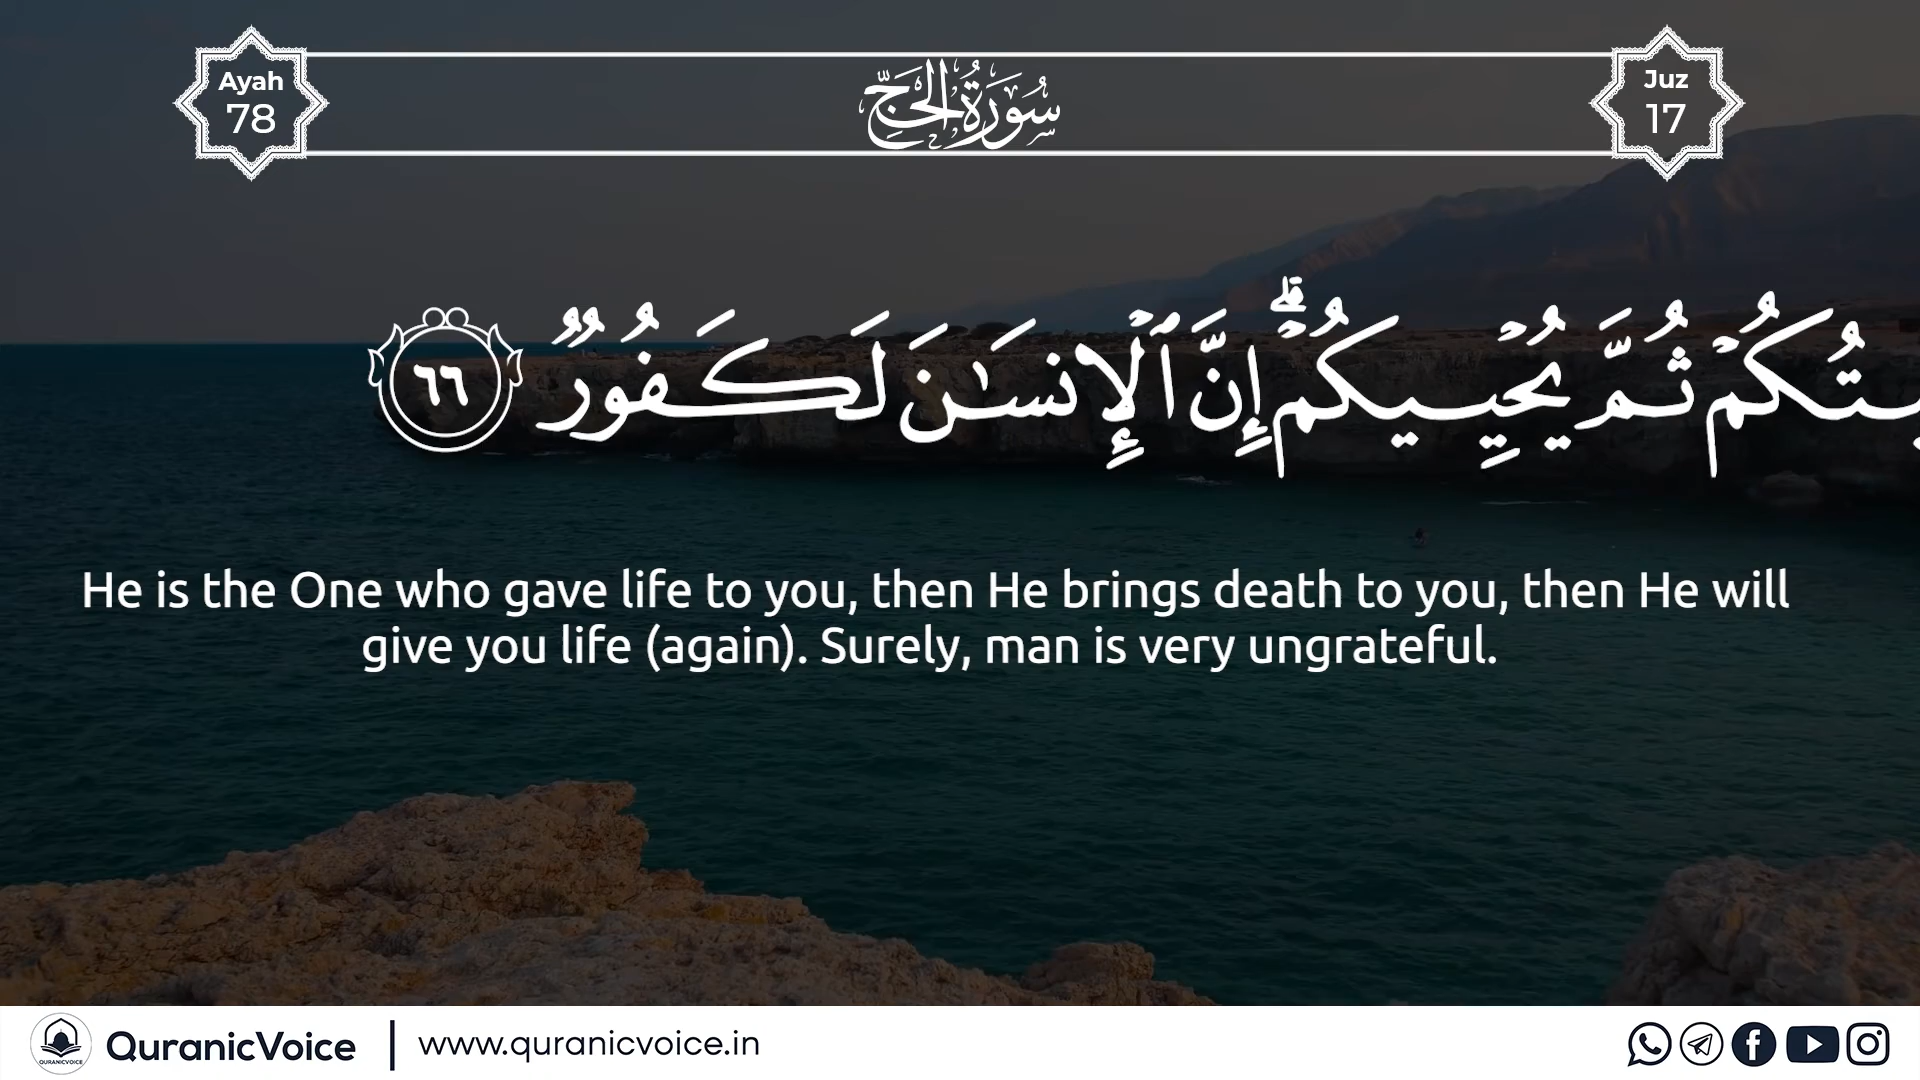 Ayah
78
سُورَةُ الحَجِّ
Juz
17
ثُمَّ يُحْيِيكُمْ ۗ إِنَّ ٱلْإِنسَـٰنَ لَكَفُورٌ ٦٦
He is the One who gave life to you, then He brings death to you, then He will
give you life (again). Surely, man is very ungrateful.
QURANICVOICE
QuranicVoice
www.quranicvoice.in